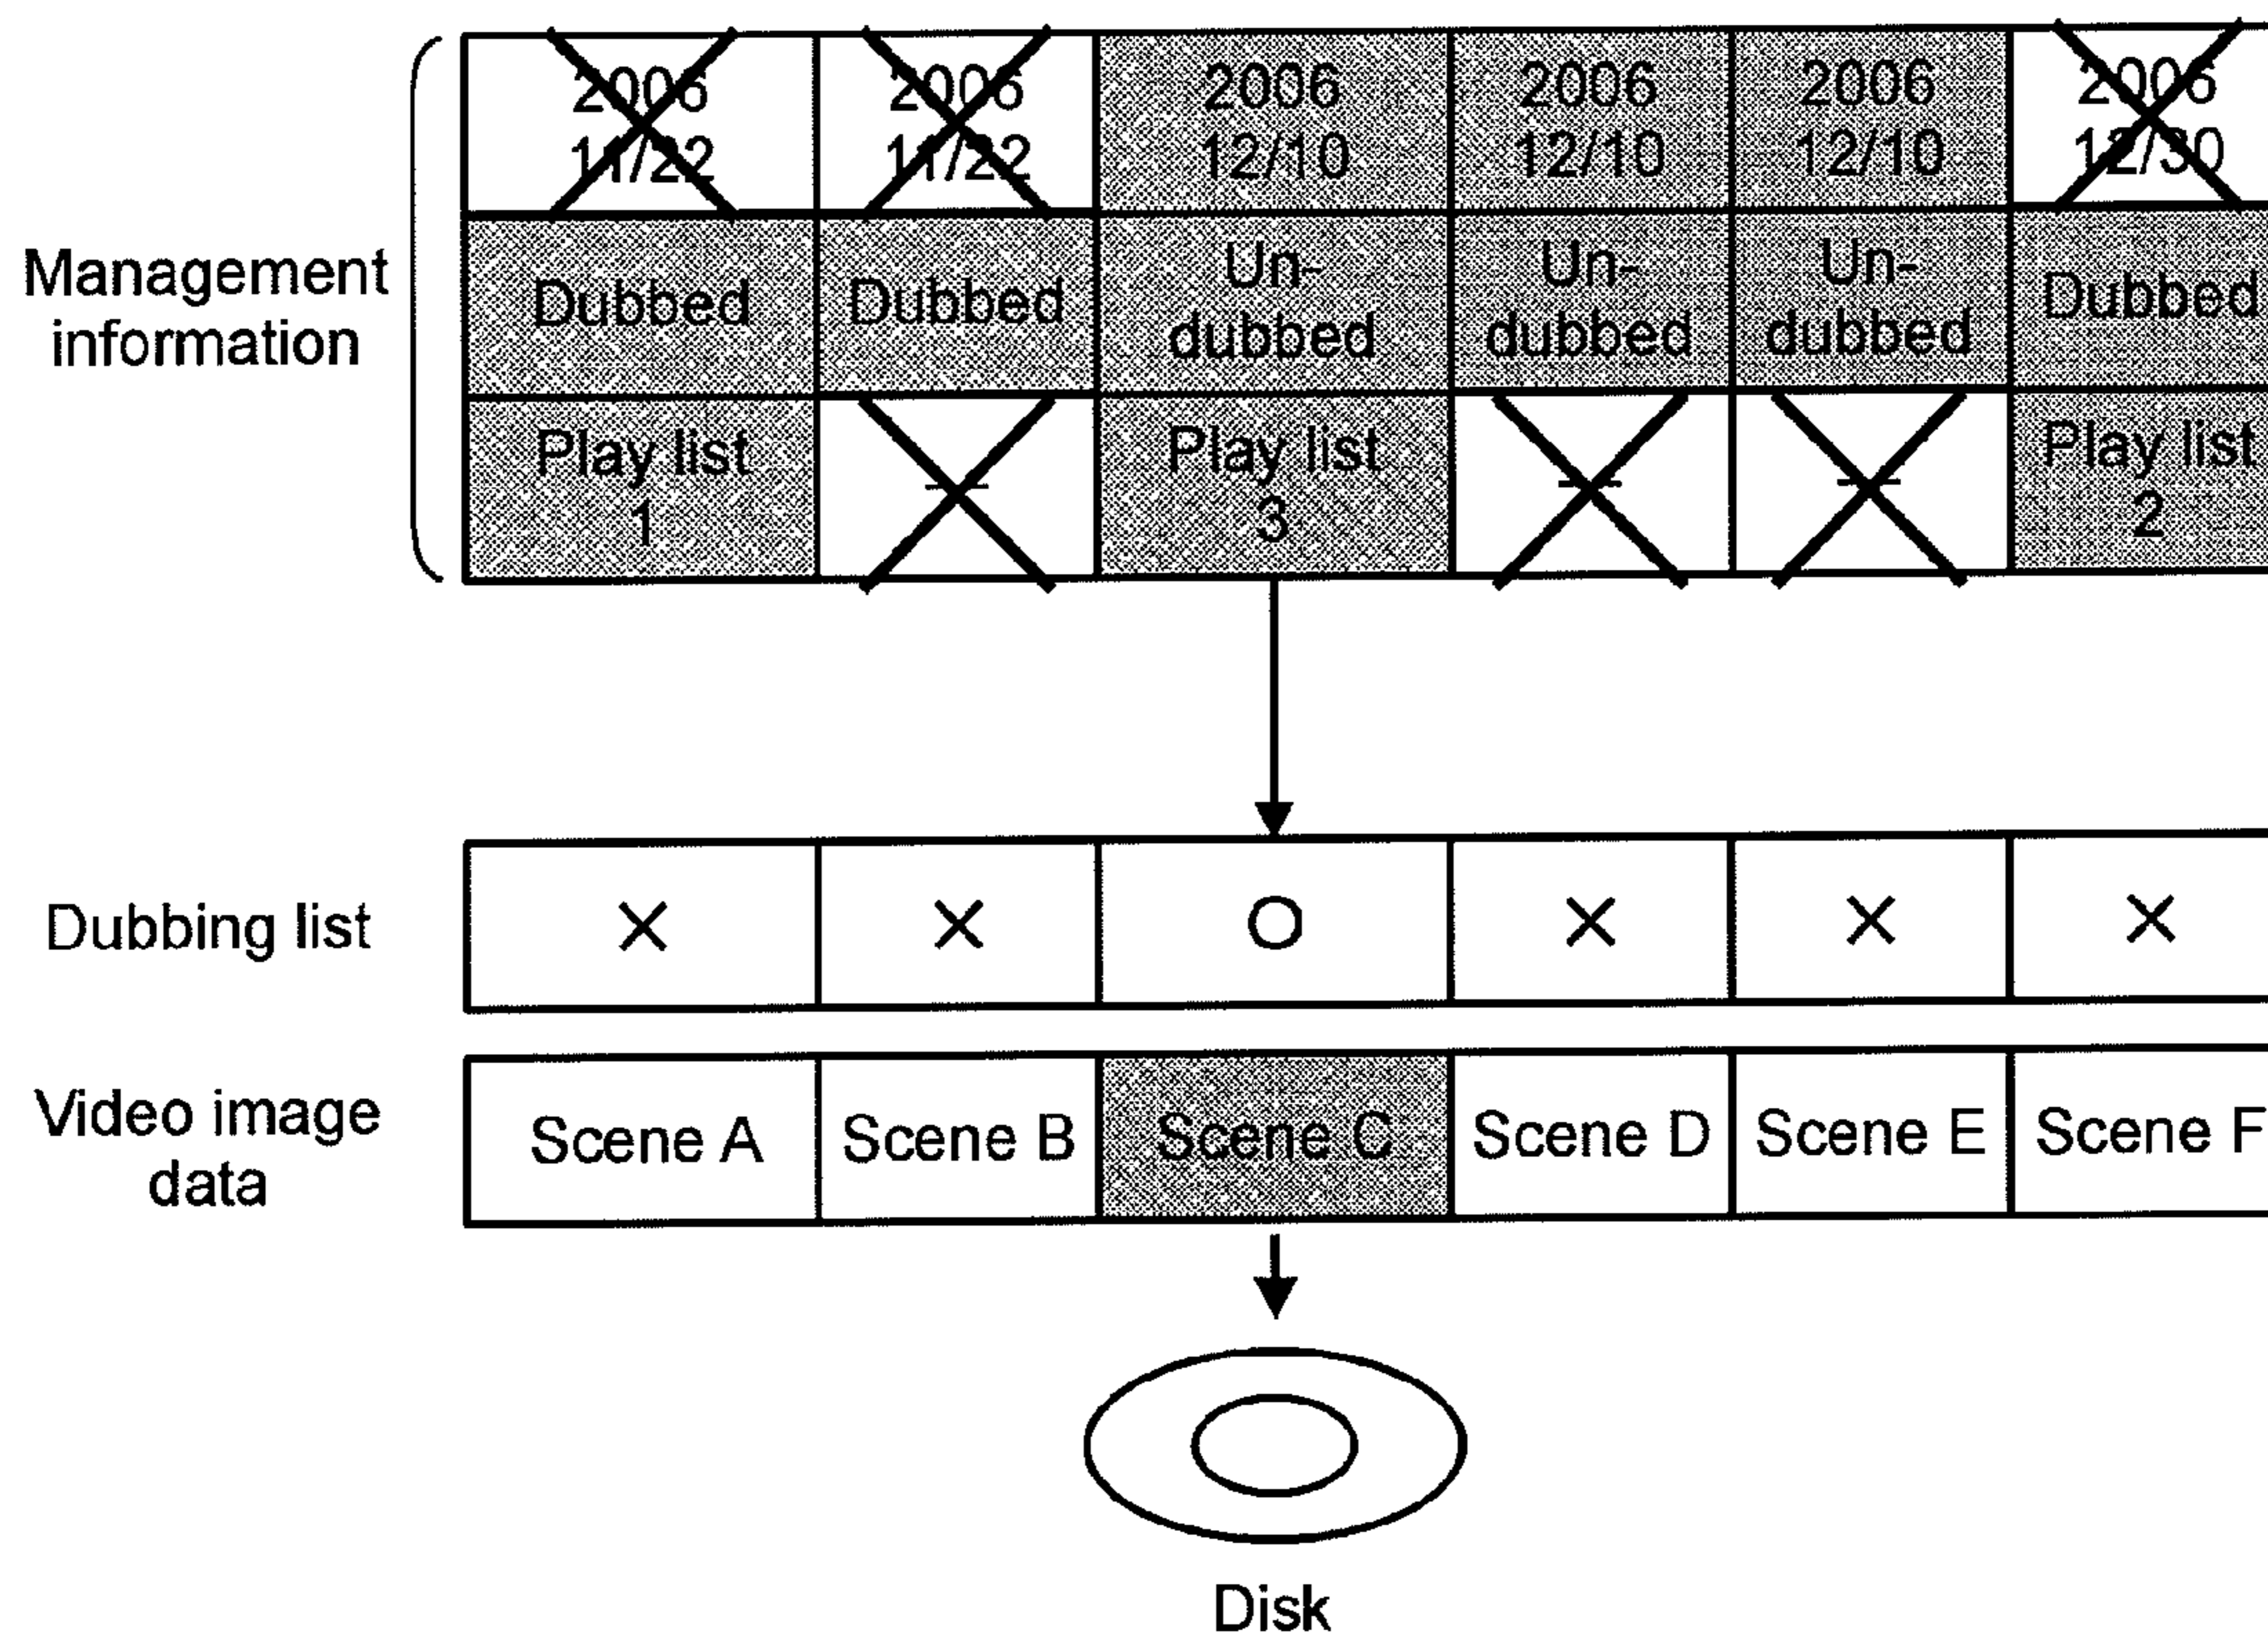 2006 2006 2006 2006 2006 2006
11/22 11/22 12/10 12/10 12/10 12/30
Management
information
Dubbed Dubbed Un- Un- Un- Dubbed
dubbed dubbed dubbed
Play list Play list Play list
1 – 3 – – 2
Dubbing list × × ○ × × ×
Video image
data
Scene A Scene B Scene C Scene D Scene E Scene F
Disk